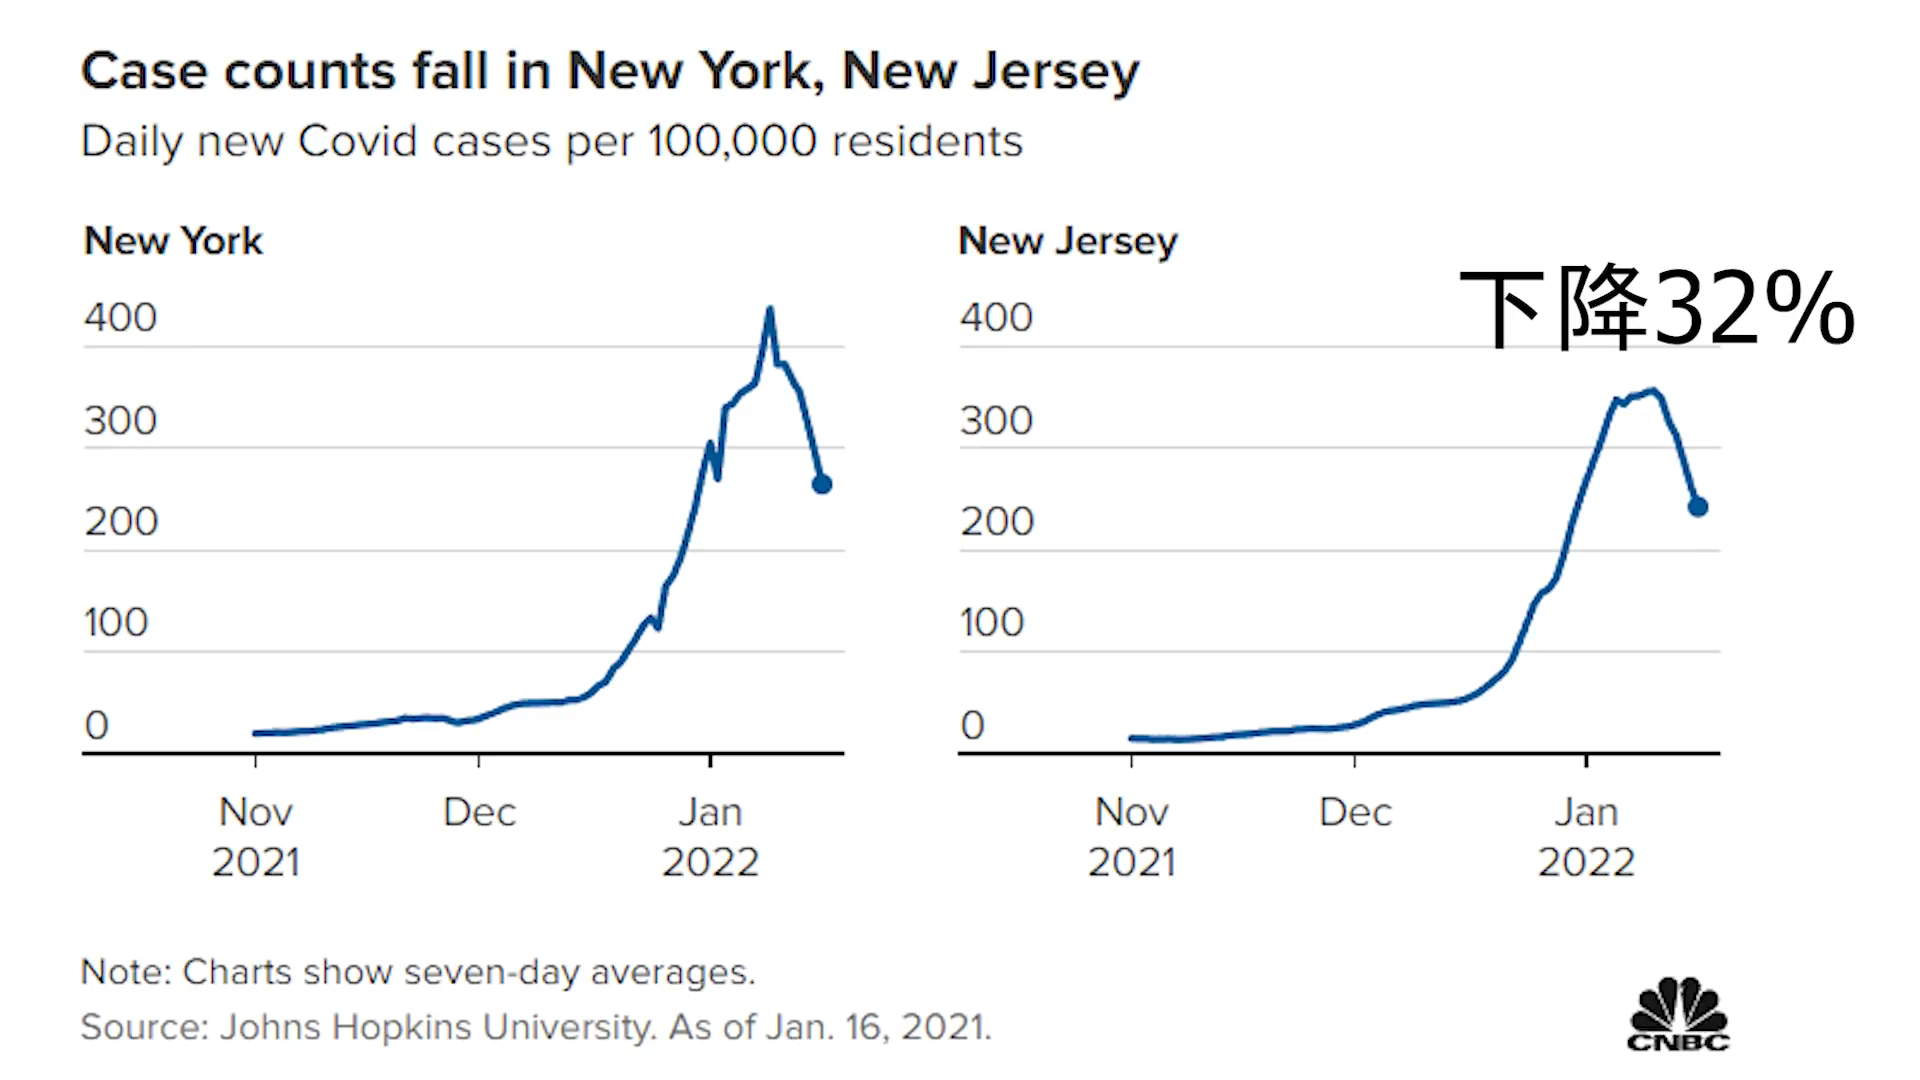 Case counts fall in New York, New Jersey
Daily new Covid cases per 100,000 residents
New York
400
300
200
100
0
Nov
2021
Dec
Jan
2022
New Jersey
下降32%
400
300
200
100
0
Nov
2021
Dec
Jan
2022
Note: Charts show seven-day averages.
Source: Johns Hopkins University. As of Jan. 16, 2021.
CNBC